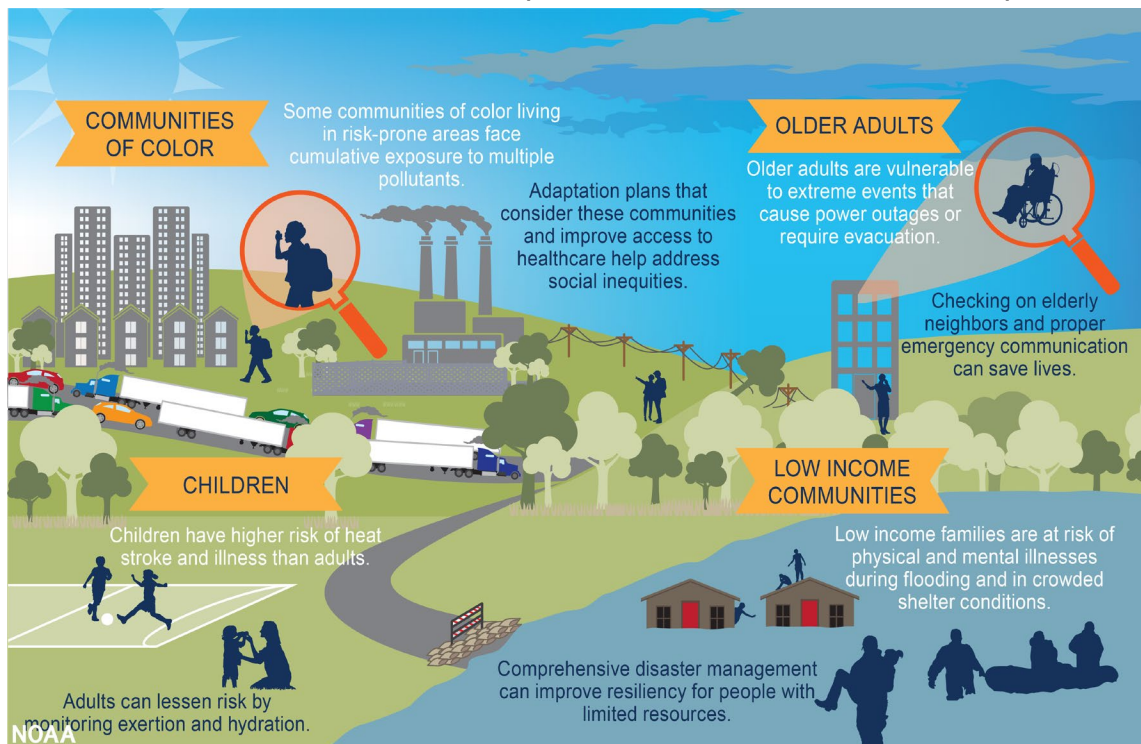 COMMUNITIES
OF COLOR
Some communities of color living
in risk-prone areas face
cumulative exposure to multiple
pollutants.
Adaptation plans that
consider these communities
and improve access to
healthcare help address
social inequities.
OLDER ADULTS
Older adults are vulnerable
to extreme events that
cause power outages or
require evacuation.
Checking on elderly
neighbors and proper
emergency communication
can save lives.
CHILDREN
Children have higher risk of heat
stroke and illness than adults.
Adults can lessen risk by
monitoring exertion and hydration.
LOW INCOME
COMMUNITIES
Low income families are at risk of
physical and mental illnesses
during flooding and in crowded
shelter conditions.
Comprehensive disaster management
can improve resiliency for people with
limited resources.
NOAA